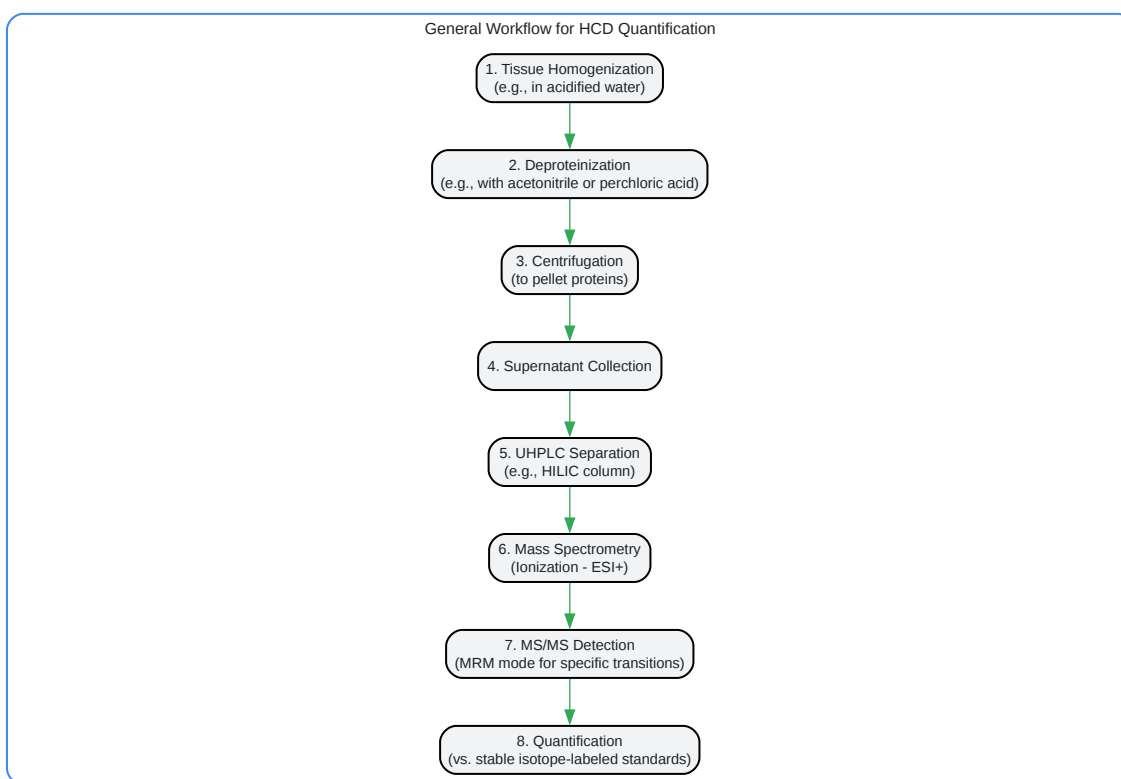 General Workflow for HCD Quantification
1. Tissue Homogenization
(e.g., in acidified water)
2. Deproteinization
(e.g., with acetonitrile or perchloric acid)
3. Centrifugation
(to pellet proteins)
4. Supernatant Collection
5. UHPLC Separation
(e.g., HILIC column)
6. Mass Spectrometry
(Ionization - ESI+)
7. MS/MS Detection
(MRM mode for specific transitions)
8. Quantification
(vs. stable isotope-labeled standards)